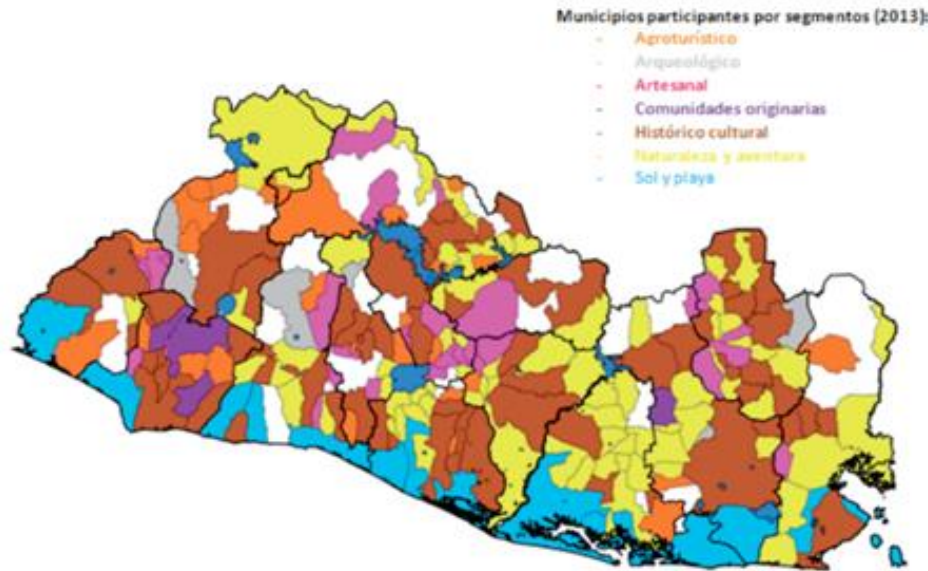 Municipios participantes por segmentos (2013):
- Agroturístico
- Arqueológico
- Artesanal
- Comunidades originarias
- Histórico cultural
- Naturaleza y aventura
- Sol y playa